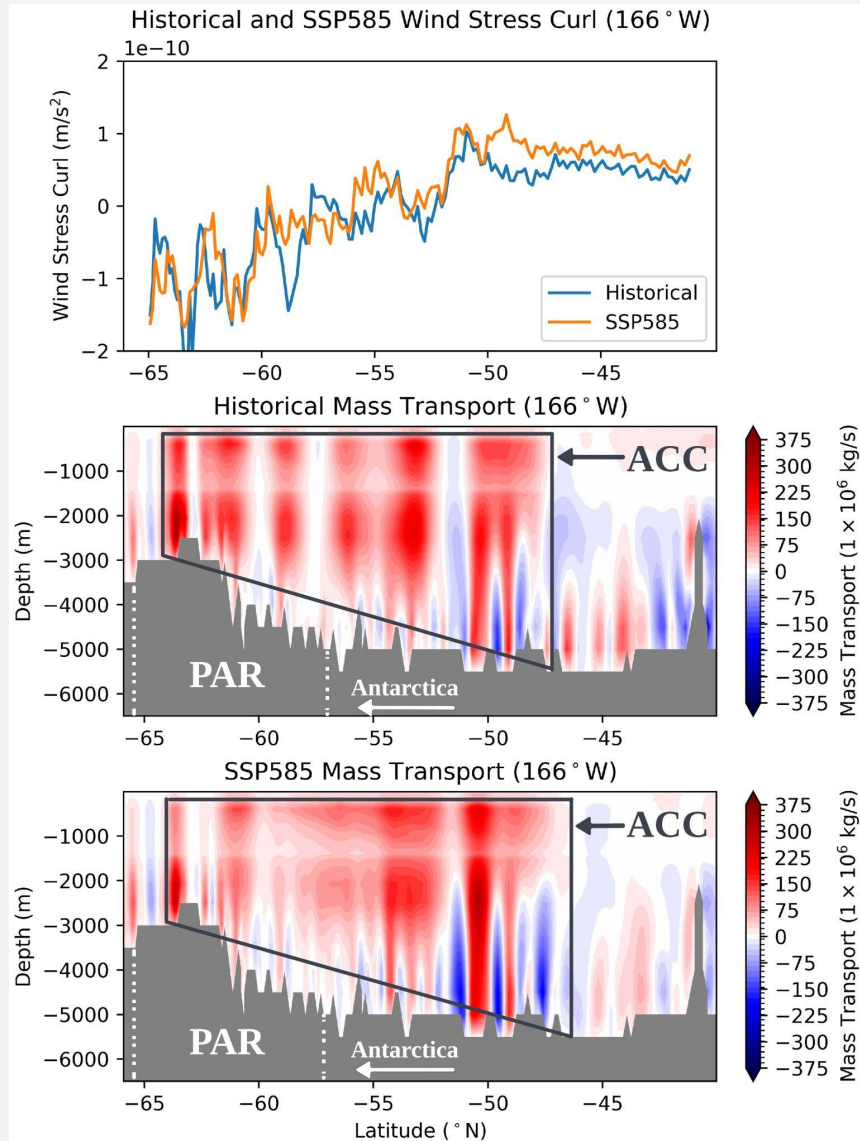 Historical and SSP585 Wind Stress Curl (166°W)
1e−10
Wind Stress Curl (m/s²)
2
1
0
−1
−2
Historical
SSP585
−65 −60 −55 −50 −45
Historical Mass Transport (166°W)
Depth (m)
−1000
−2000
−3000
−4000
−5000
−6000
ACC
PAR
Antarctica
−65 −60 −55 −50 −45
375
300
225
150
75
0
−75
−150
−225
−300
−375
Mass Transport (1 × 10⁶ kg/s)
SSP585 Mass Transport (166°W)
Depth (m)
−1000
−2000
−3000
−4000
−5000
−6000
ACC
PAR
Antarctica
−65 −60 −55 −50 −45
Latitude (°N)
375
300
225
150
75
0
−75
−150
−225
−300
−375
Mass Transport (1 × 10⁶ kg/s)